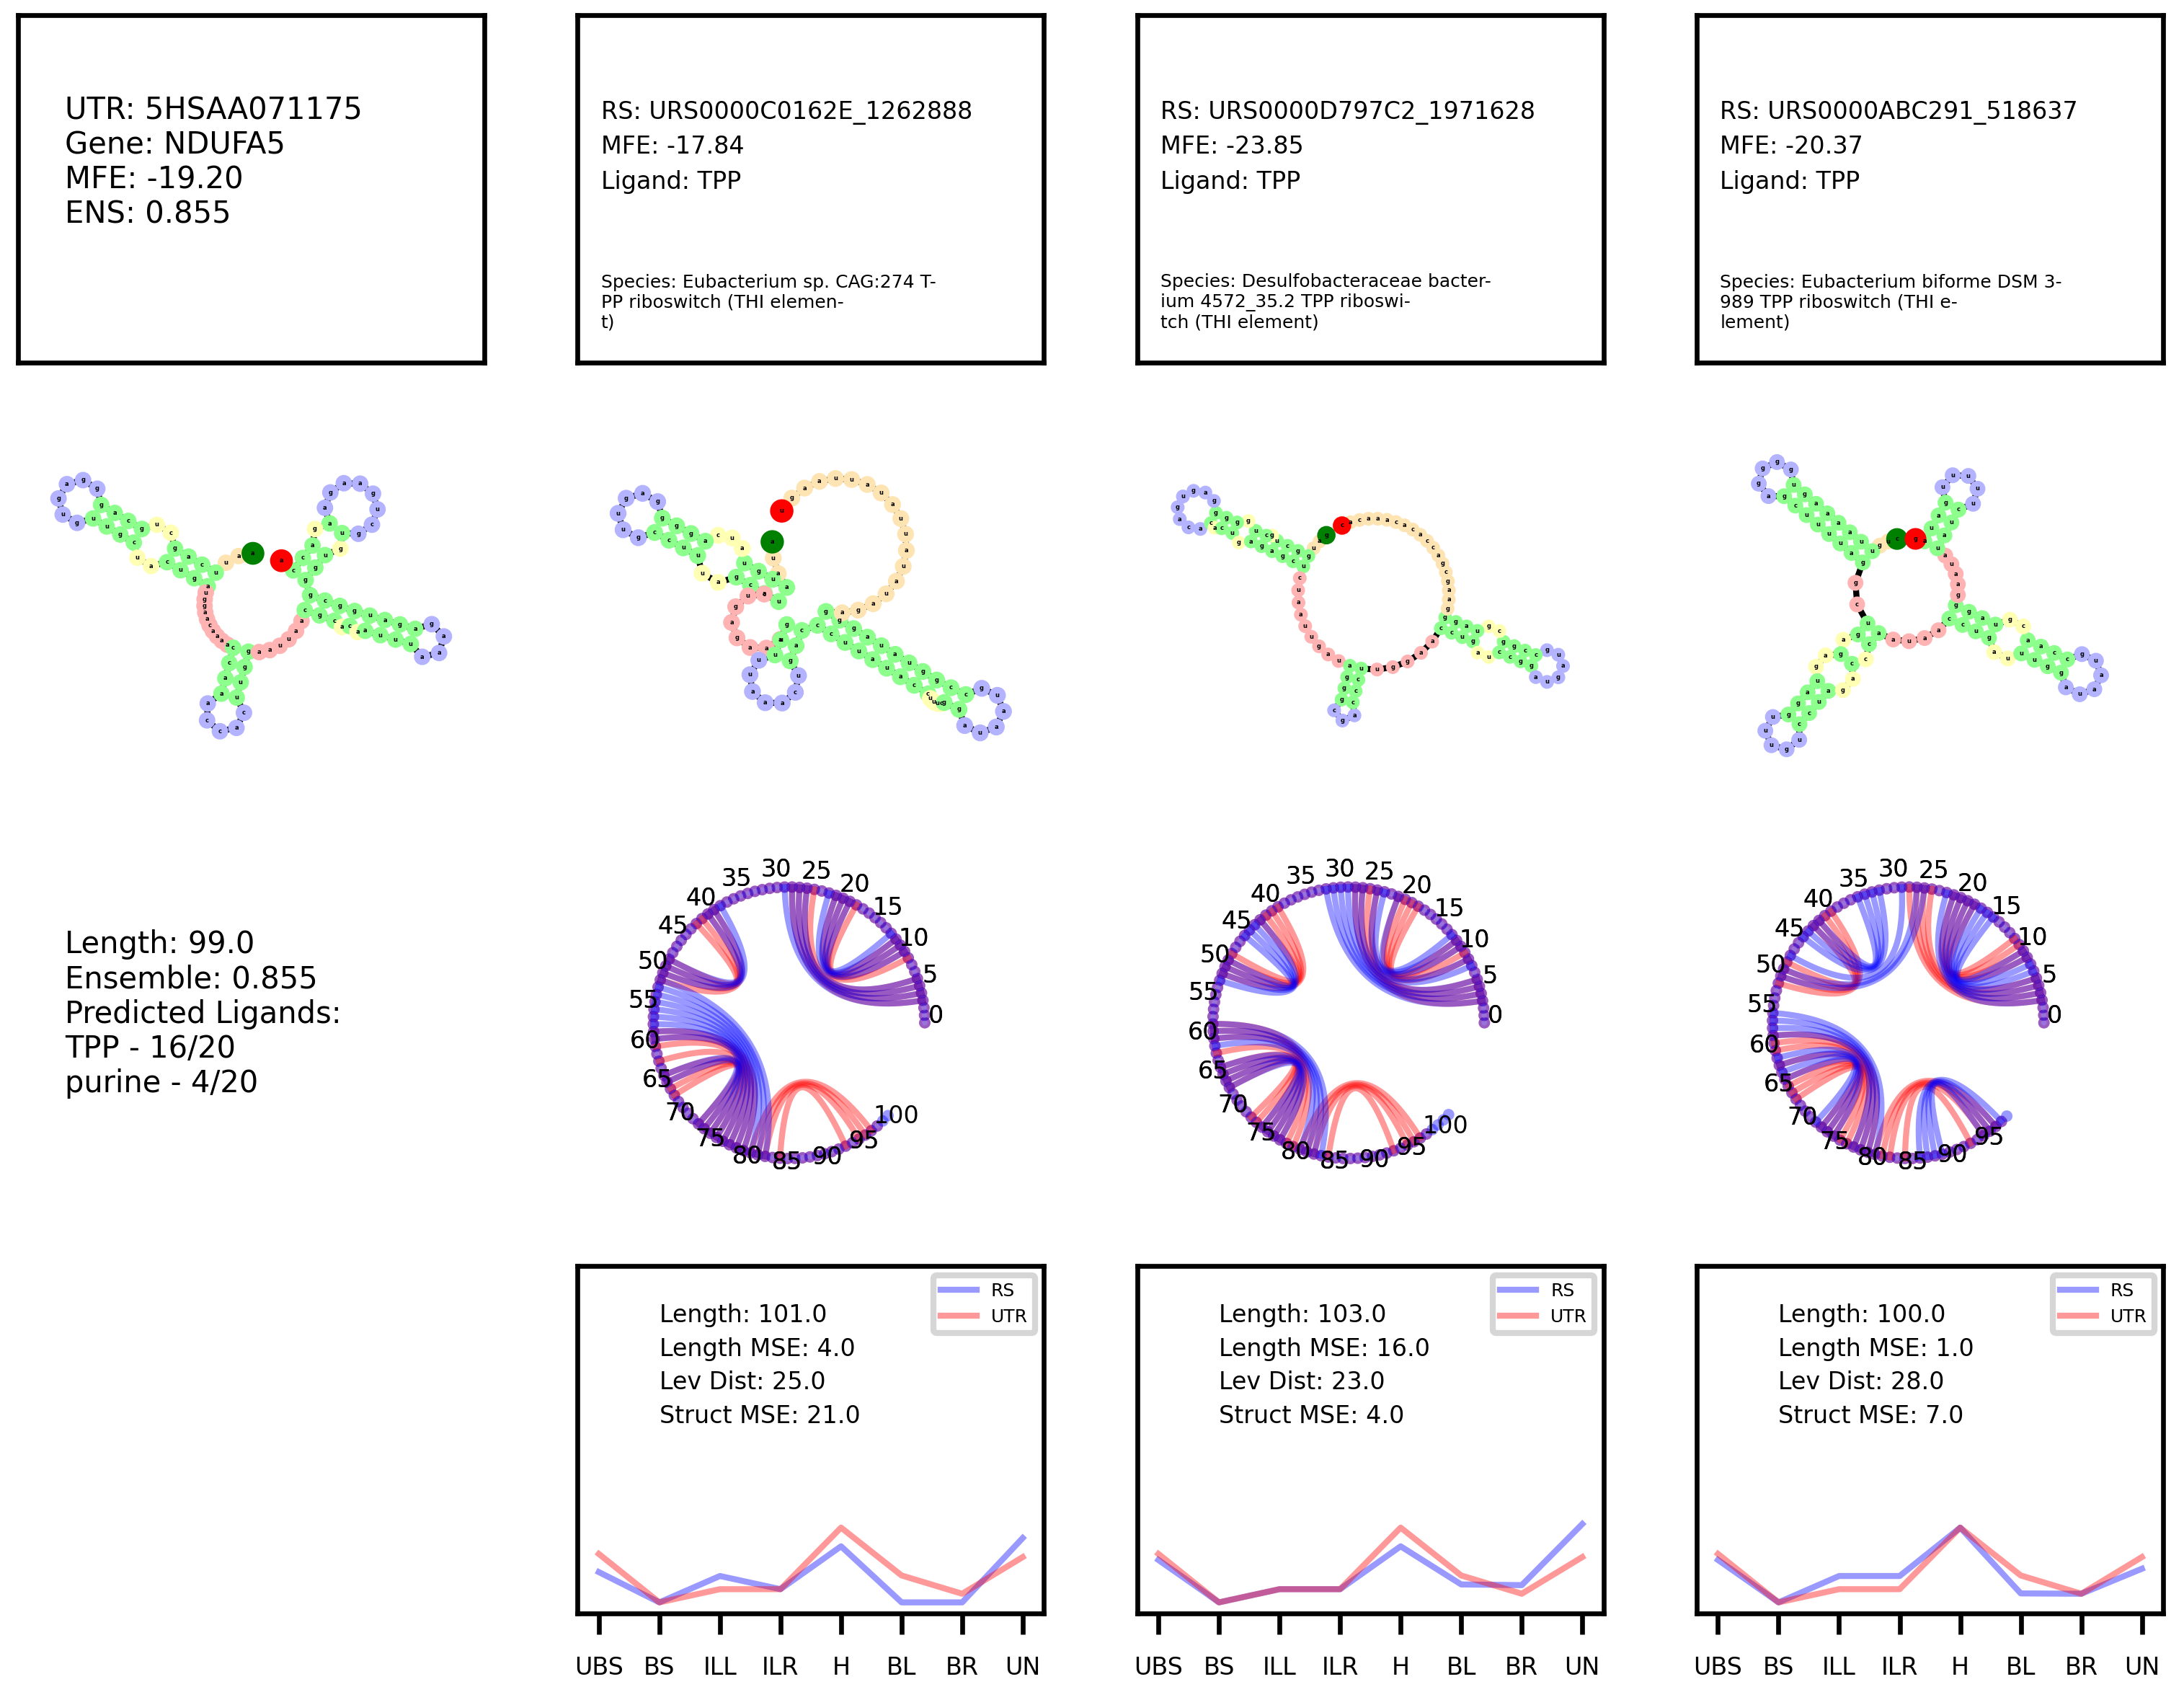 UTR: 5HSAA071175
Gene: NDUFA5
MFE: -19.20
ENS: 0.855
RS: URS0000C0162E_1262888
MFE: -17.84
Ligand: TPP
Species: Eubacterium sp. CAG:274 T-
PP riboswitch (THI elemen-
t)
RS: URS0000D797C2_1971628
MFE: -23.85
Ligand: TPP
Species: Desulfobacteraceae bacter-
ium 4572_35.2 TPP riboswi-
tch (THI element)
RS: URS0000ABC291_518637
MFE: -20.37
Ligand: TPP
Species: Eubacterium biforme DSM 3-
989 TPP riboswitch (THI e-
lement)
Length: 99.0
Ensemble: 0.855
Predicted Ligands:
TPP - 16/20
purine - 4/20
0
5
10
15
20
25
30
35
40
45
50
55
60
65
70
75
80
85
90
95
100
0
5
10
15
20
25
30
35
40
45
50
55
60
65
70
75
80
85
90
95
100
0
5
10
15
20
25
30
35
40
45
50
55
60
65
70
75
80
85
90
95
RS
UTR
Length: 101.0
Length MSE: 4.0
Lev Dist: 25.0
Struct MSE: 21.0
UBS BS ILL ILR H BL BR UN
RS
UTR
Length: 103.0
Length MSE: 16.0
Lev Dist: 23.0
Struct MSE: 4.0
UBS BS ILL ILR H BL BR UN
RS
UTR
Length: 100.0
Length MSE: 1.0
Lev Dist: 28.0
Struct MSE: 7.0
UBS BS ILL ILR H BL BR UN